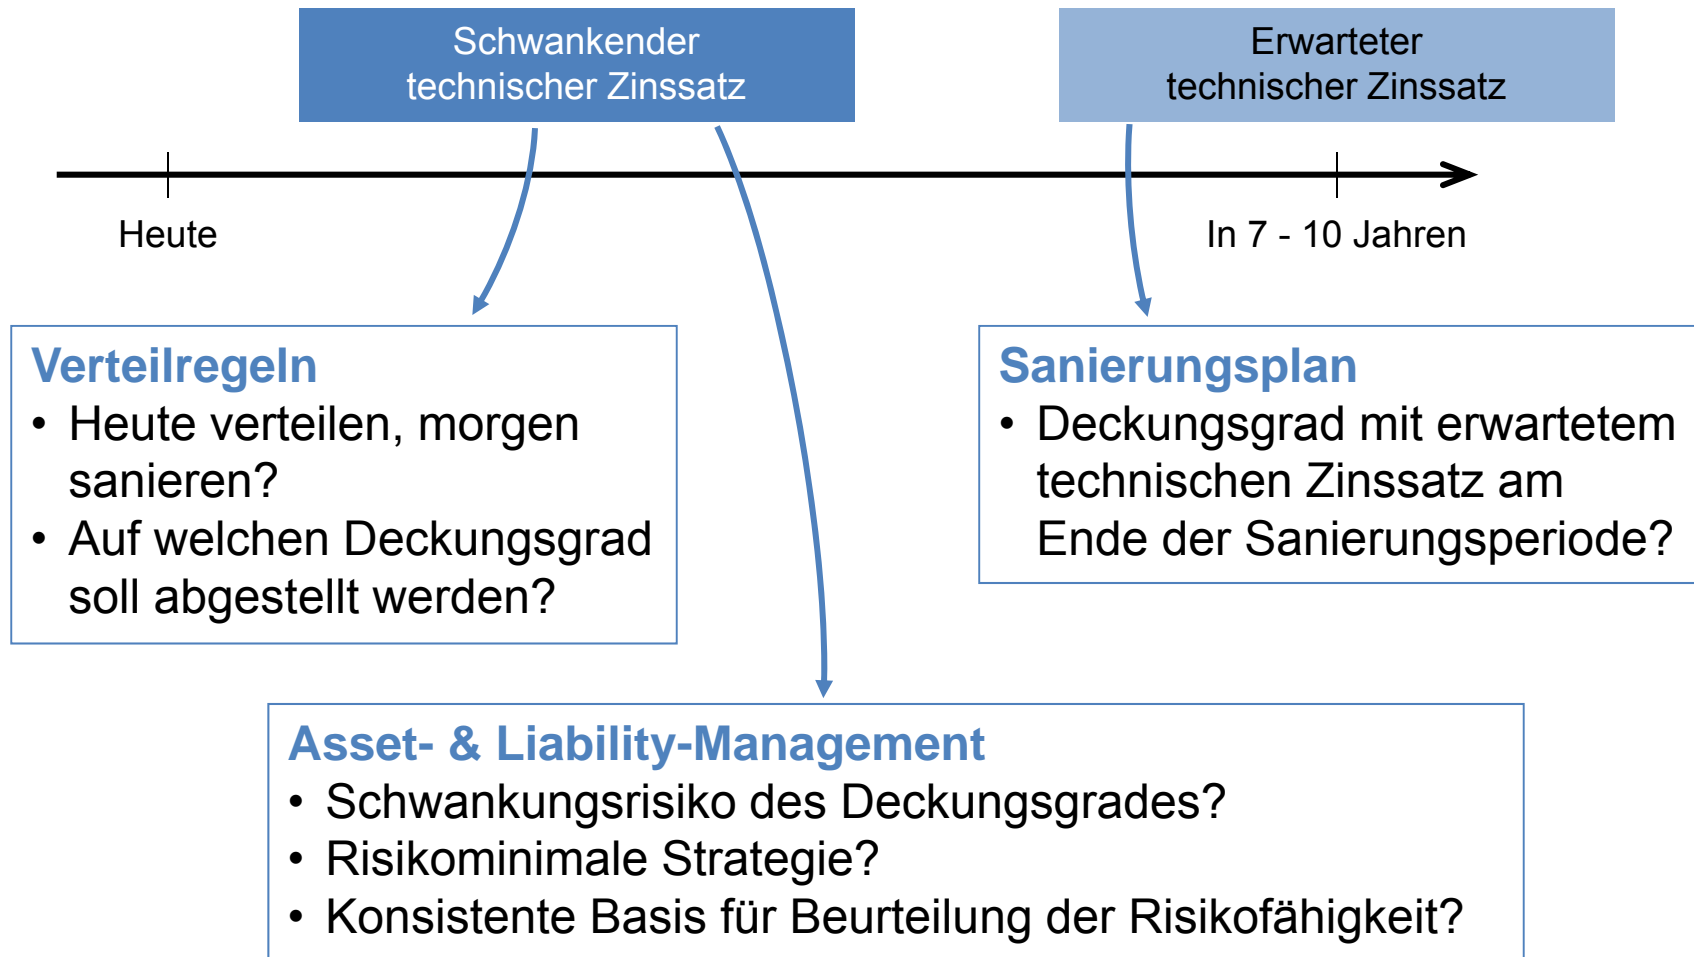 Schwankender
technischer Zinssatz
Erwarteter
technischer Zinssatz
Heute
In 7 - 10 Jahren
Verteilregeln
• Heute verteilen, morgen
sanieren?
• Auf welchen Deckungsgrad
soll abgestellt werden?
Sanierungsplan
• Deckungsgrad mit erwartetem
technischen Zinssatz am
Ende der Sanierungsperiode?
Asset- & Liability-Management
• Schwankungsrisiko des Deckungsgrades?
• Risikominimale Strategie?
• Konsistente Basis für Beurteilung der Risikofähigkeit?